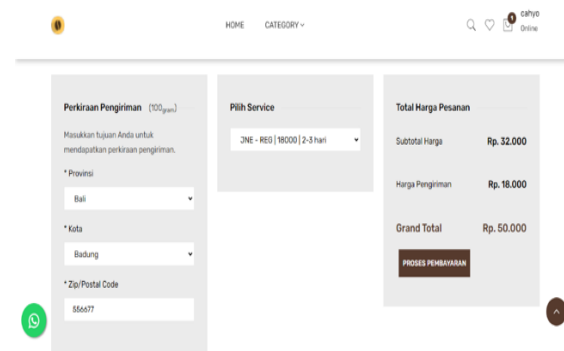 HOME CATEGORY
1
cahyo
Online
Perkiraan Pengiriman (100gram)
Masukkan tujuan Anda untuk
mendapatkan perkiraan pengiriman.
* Provinsi
Bali
* Kota
Badung
* Zip/Postal Code
556677
Pilih Service
JNE - REG | 18000 | 2-3 hari
Total Harga Pesanan
Subtotal Harga Rp. 32.000
Harga Pengiriman Rp. 18.000
Grand Total Rp. 50.000
PROSES PEMBAYARAN